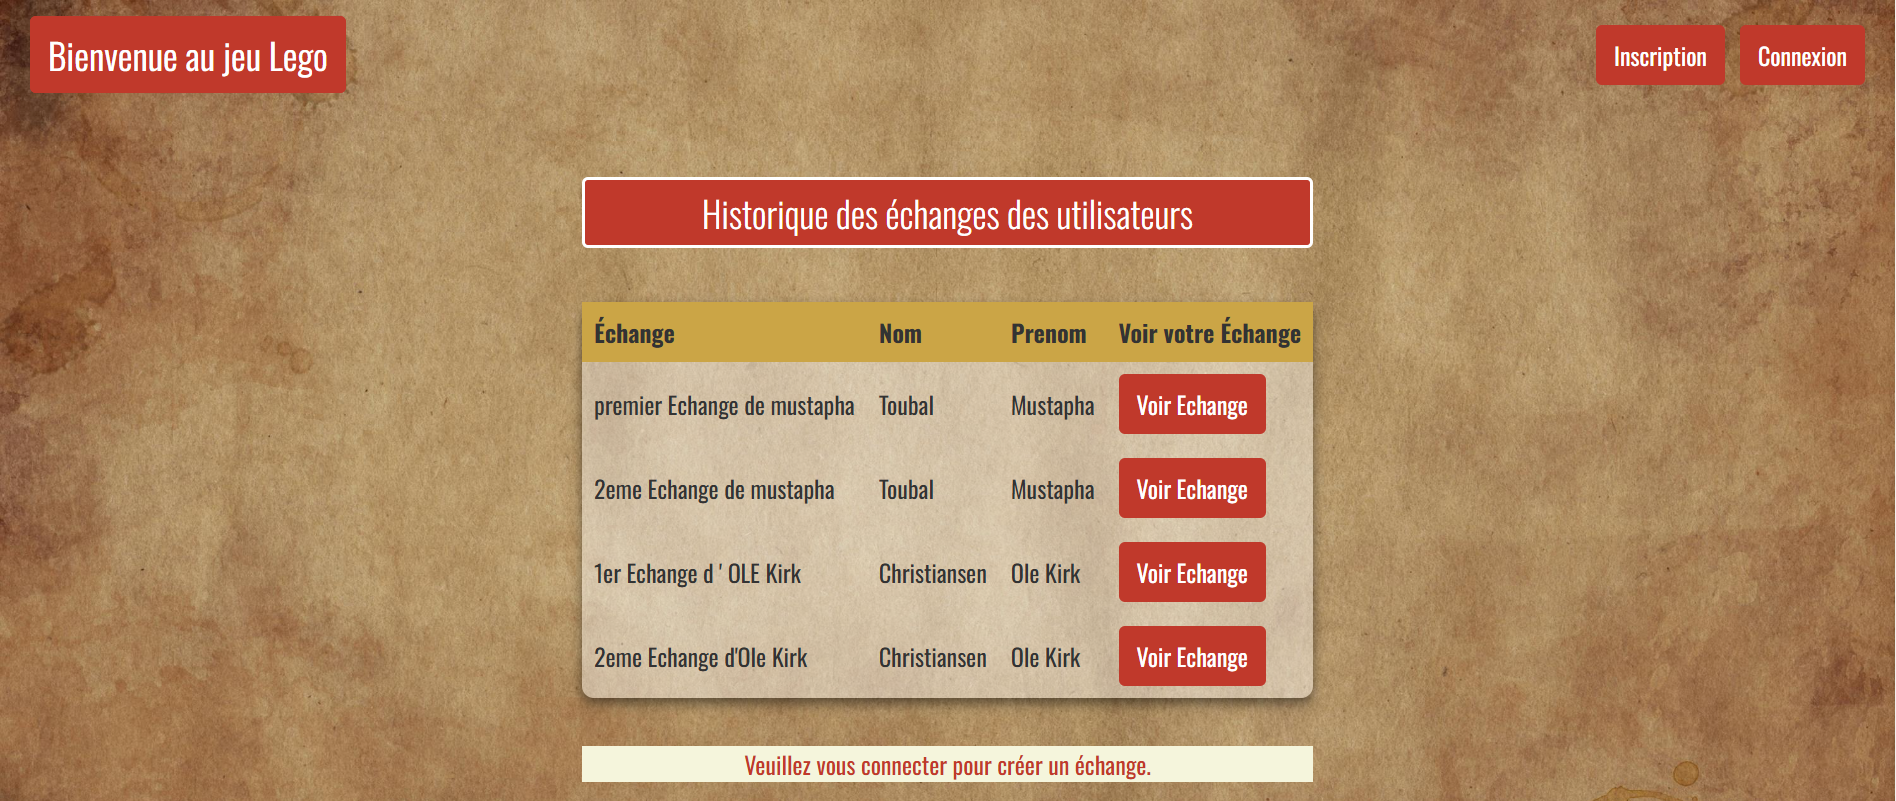 Bienvenue au jeu Lego
Inscription
Connexion
Historique des échanges des utilisateurs
Échange Nom Prenom Voir votre Échange
premier Echange de mustapha Toubal Mustapha Voir Echange
2eme Echange de mustapha Toubal Mustapha Voir Echange
1er Echange d ' OLE Kirk Christiansen Ole Kirk Voir Echange
2eme Echange d'Ole Kirk Christiansen Ole Kirk Voir Echange
Veuillez vous connecter pour créer un échange.